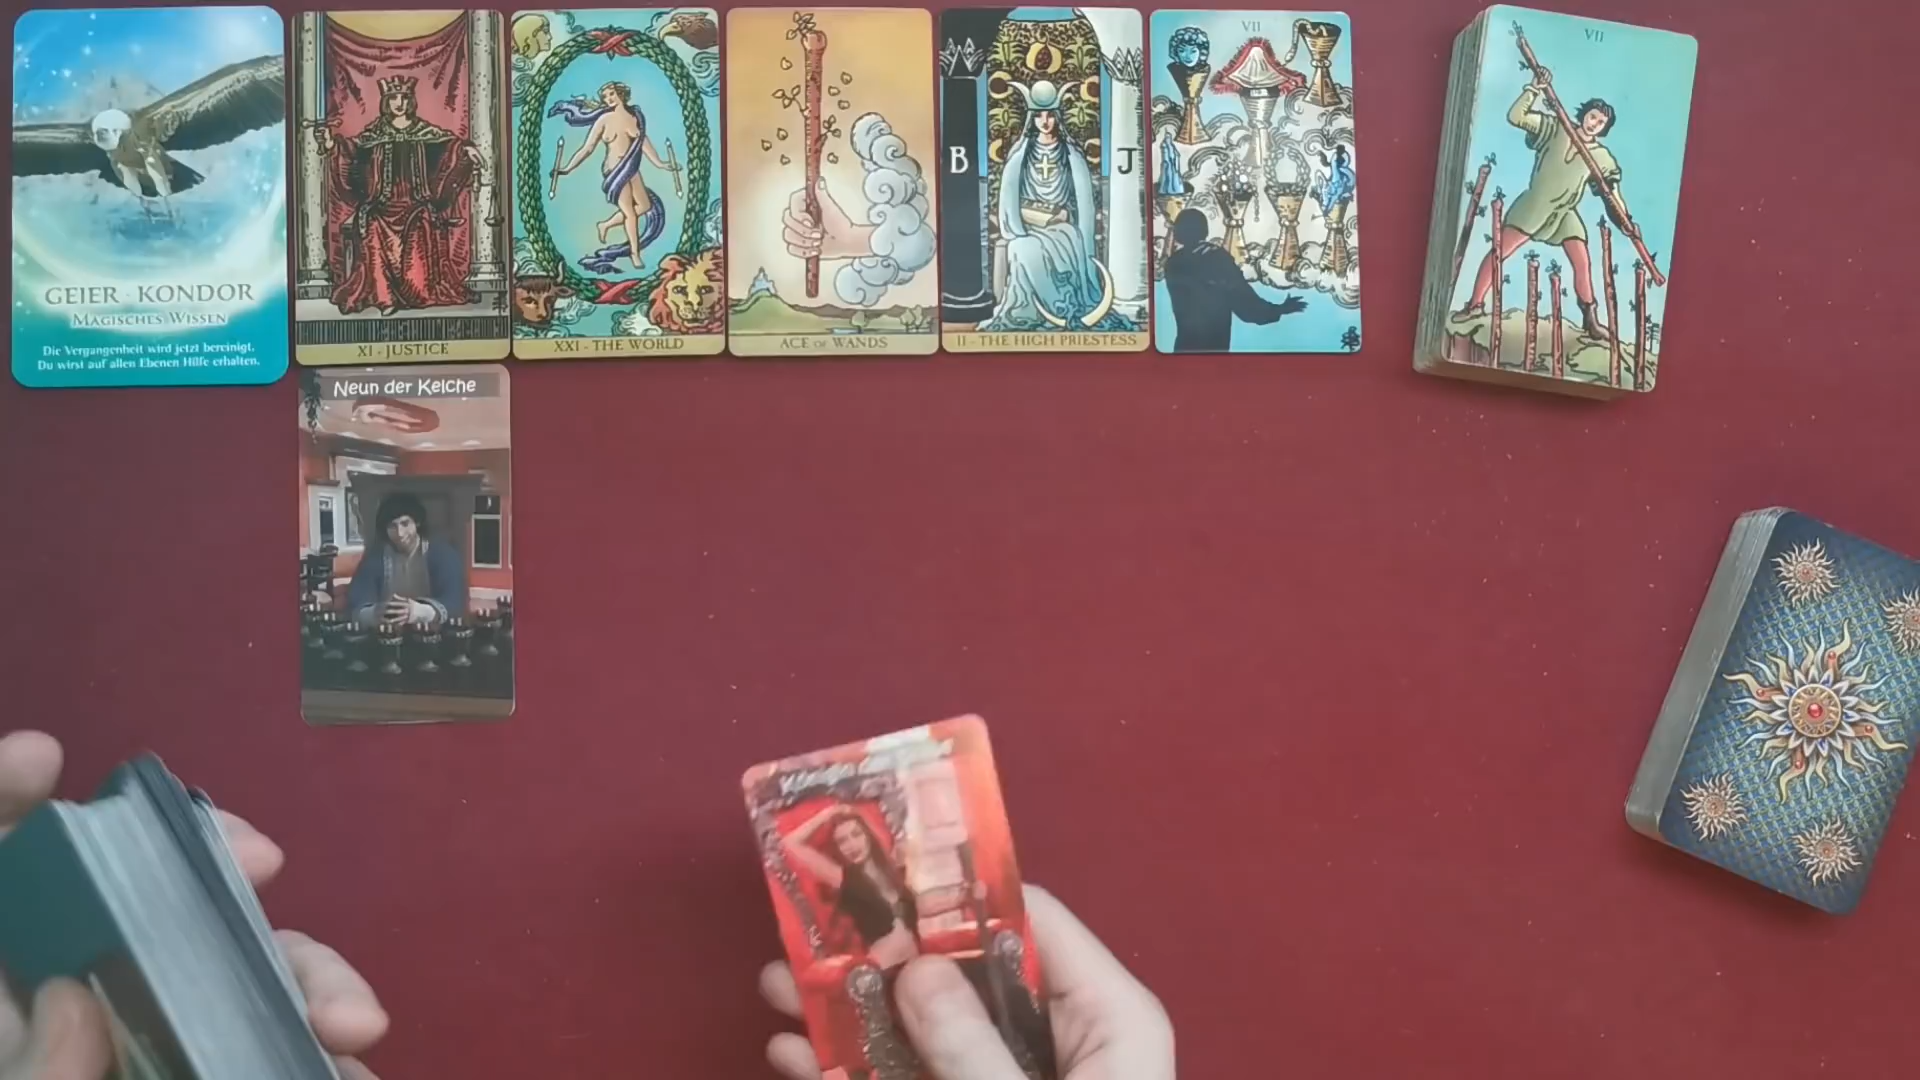 GEIER · KONDOR
MAGISCHES WISSEN
Die Vergangenheit wird jetzt bereinigt.
Du wirst auf allen Ebenen Hilfe erhalten.
XI - JUSTICE
XXI - THE WORLD
ACE OF WANDS
B
J
II - THE HIGH PRIESTESS
VII
VII
Neun der Kelche